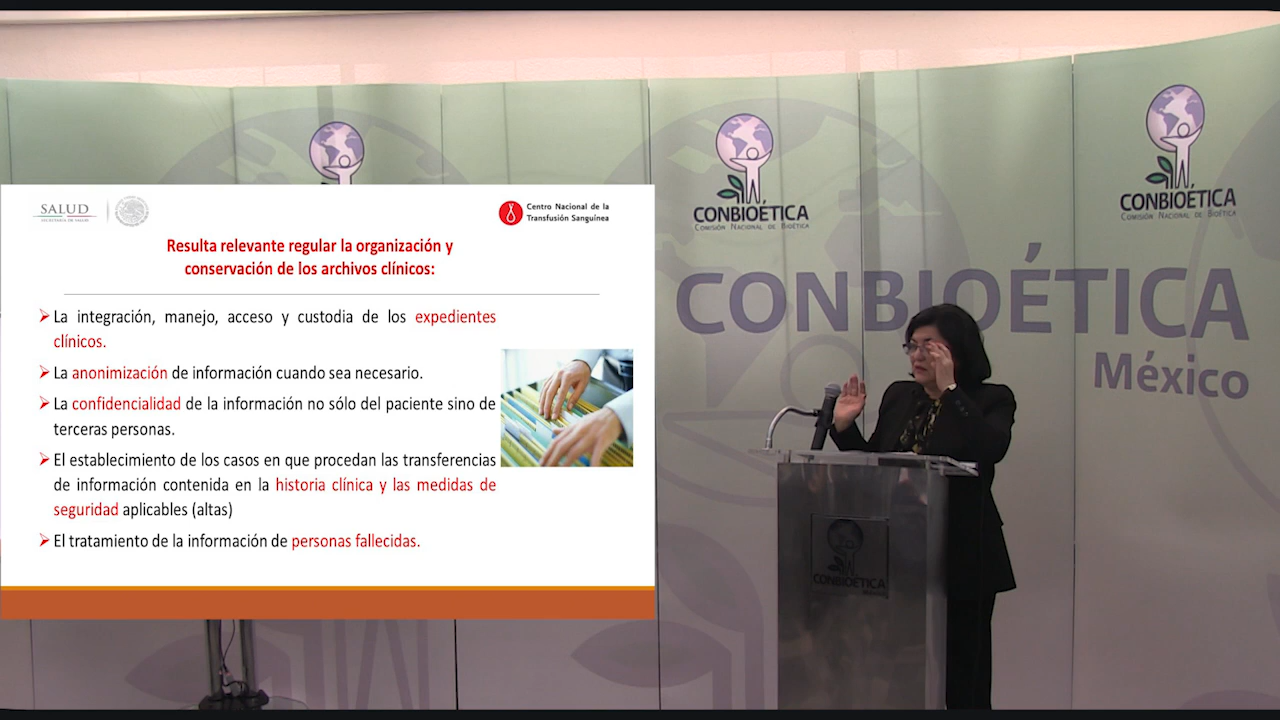 SALUD
SECRETARÍA DE SALUD
Centro Nacional de la
Transfusión Sanguínea
Resulta relevante regular la organización y
conservación de los archivos clínicos:
La integración, manejo, acceso y custodia de los expedientes
clínicos.
La anonimización de información cuando sea necesario.
La confidencialidad de la información no sólo del paciente sino de
terceras personas.
El establecimiento de los casos en que procedan las transferencias
de información contenida en la historia clínica y las medidas de
seguridad aplicables (altas)
El tratamiento de la información de personas fallecidas.
CONBIOÉTICA
COMISIÓN NACIONAL DE BIOÉTICA
CONBIOÉTICA
COMISIÓN NACIONAL DE BIOÉTICA
CONBIOÉTICA
México
CONBIOÉTICA
MÉXICO